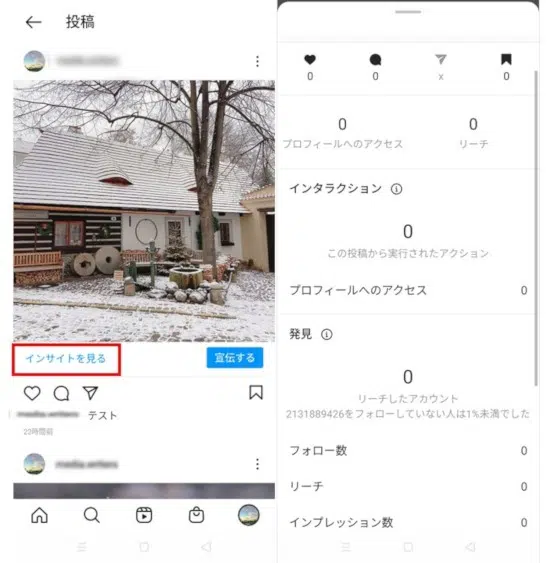 投稿
インサイトを見る
宣伝する
テスト
22時間前
0
0
x
0
0
プロフィールへのアクセス
0
リーチ
インタラクション
0
この投稿から実行されたアクション
プロフィールへのアクセス 0
発見
0
リーチしたアカウント
2131889426をフォローしていない人は1%未満でした
フォロー数 0
リーチ 0
インプレッション数 0